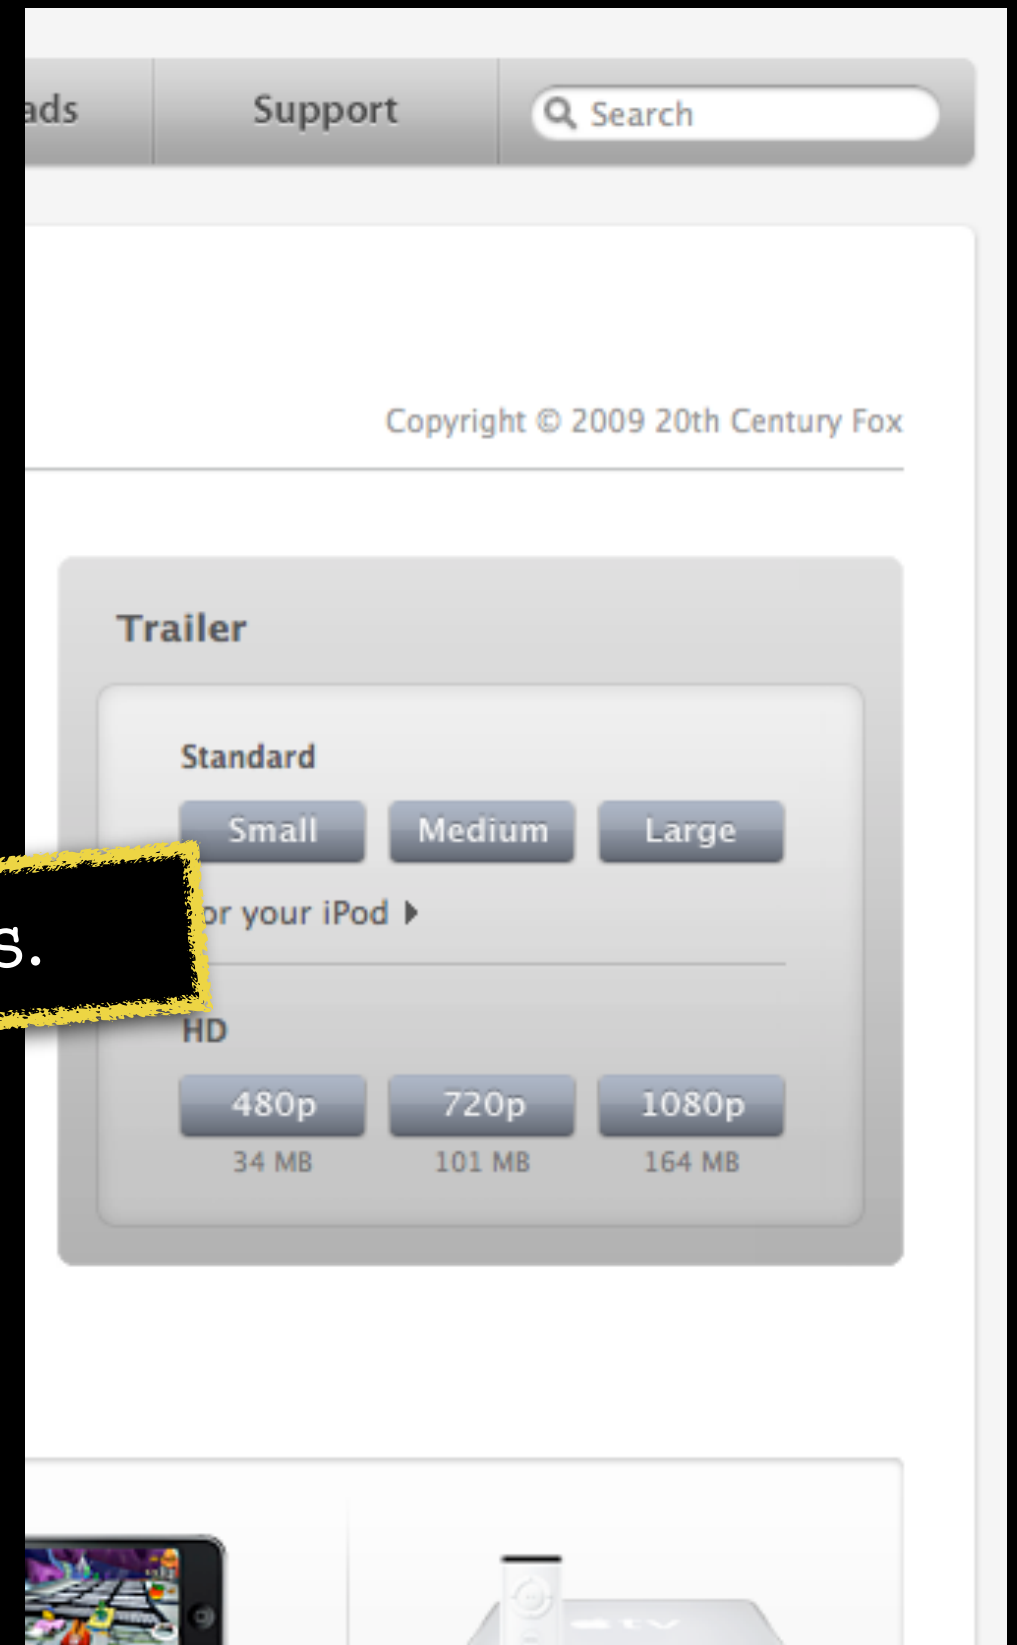 ads Support Search
Copyright © 2009 20th Century Fox
Trailer
Standard
Small Medium Large
or your iPod
s.
HD
480p 720p 1080p
34 MB 101 MB 164 MB
tv